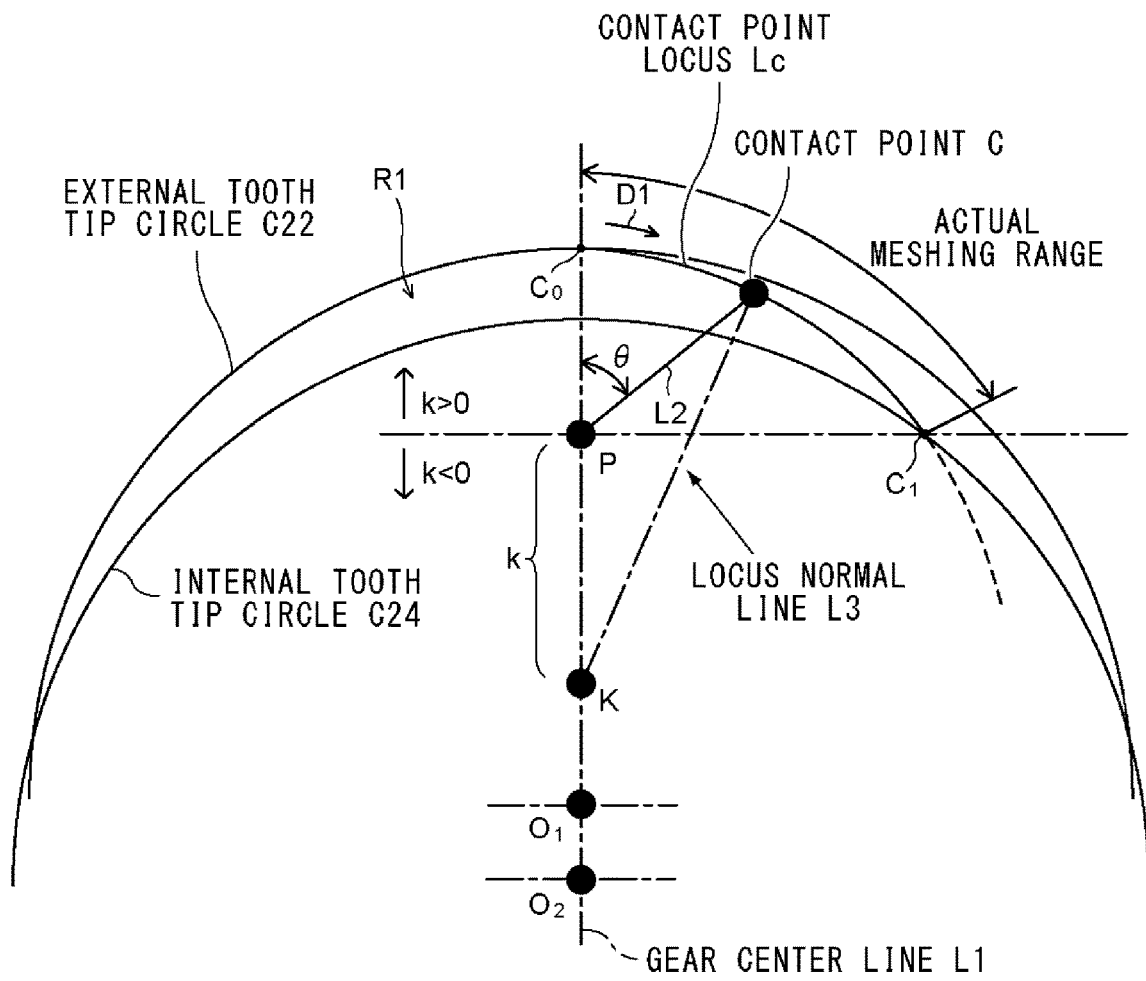 CONTACT POINT
LOCUS Lc
CONTACT POINT C
EXTERNAL TOOTH
TIP CIRCLE C22
R1
D1
ACTUAL
MESHING RANGE
C0
θ
L2
k>0
P
k<0
C1
k
INTERNAL TOOTH
TIP CIRCLE C24
LOCUS NORMAL
LINE L3
K
O1
O2
GEAR CENTER LINE L1